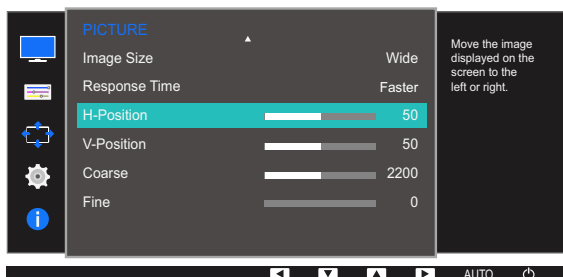 PICTURE
Image Size Wide
Response Time Faster
H-Position 50
V-Position 50
Coarse 2200
Fine 0
Move the image
displayed on the
screen to the
left or right.
AUTO